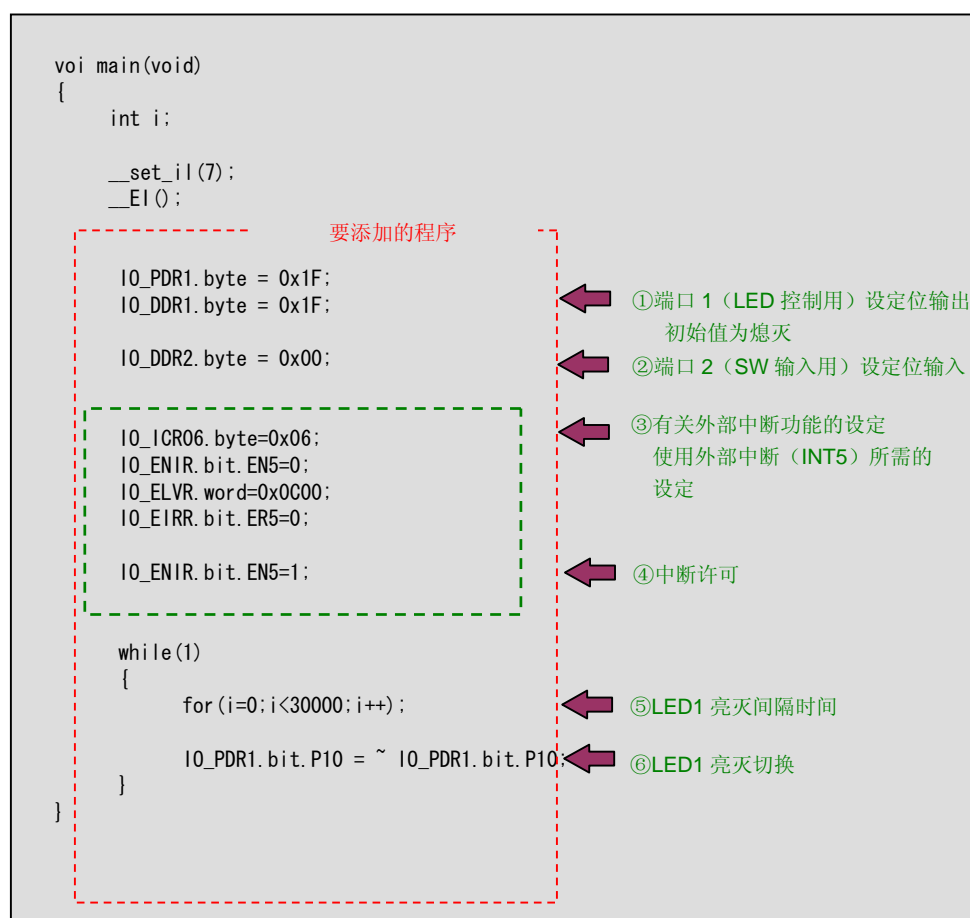 voi main(void)
{
int i;
__set_il(7);
__EI();
要添加的程序
IO_PDR1.byte = 0x1F;
IO_DDR1.byte = 0x1F;
①端口 1（LED 控制用）设定位输出
初始值为熄灭
IO_DDR2.byte = 0x00;
②端口 2（SW 输入用）设定位输入
IO_ICR06.byte=0x06;
IO_ENIR.bit.EN5=0;
IO_ELVR.word=0x0C00;
IO_EIRR.bit.ER5=0;
③有关外部中断功能的设定
使用外部中断（INT5）所需的
设定
IO_ENIR.bit.EN5=1;
④中断许可
while(1)
{
for(i=0;i<30000;i++);
⑤LED1 亮灭间隔时间
IO_PDR1.bit.P10 = ~ IO_PDR1.bit.P10;
⑥LED1 亮灭切换
}
}